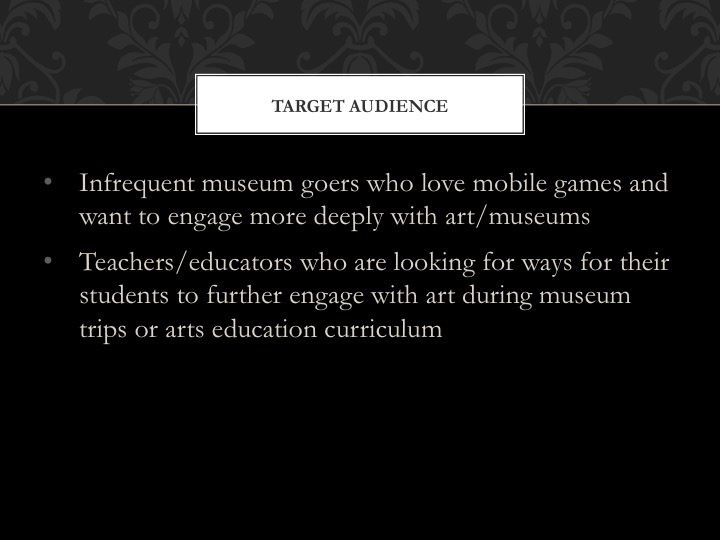 TARGET AUDIENCE
• Infrequent museum goers who love mobile games and
want to engage more deeply with art/museums
• Teachers/educators who are looking for ways for their
students to further engage with art during museum
trips or arts education curriculum